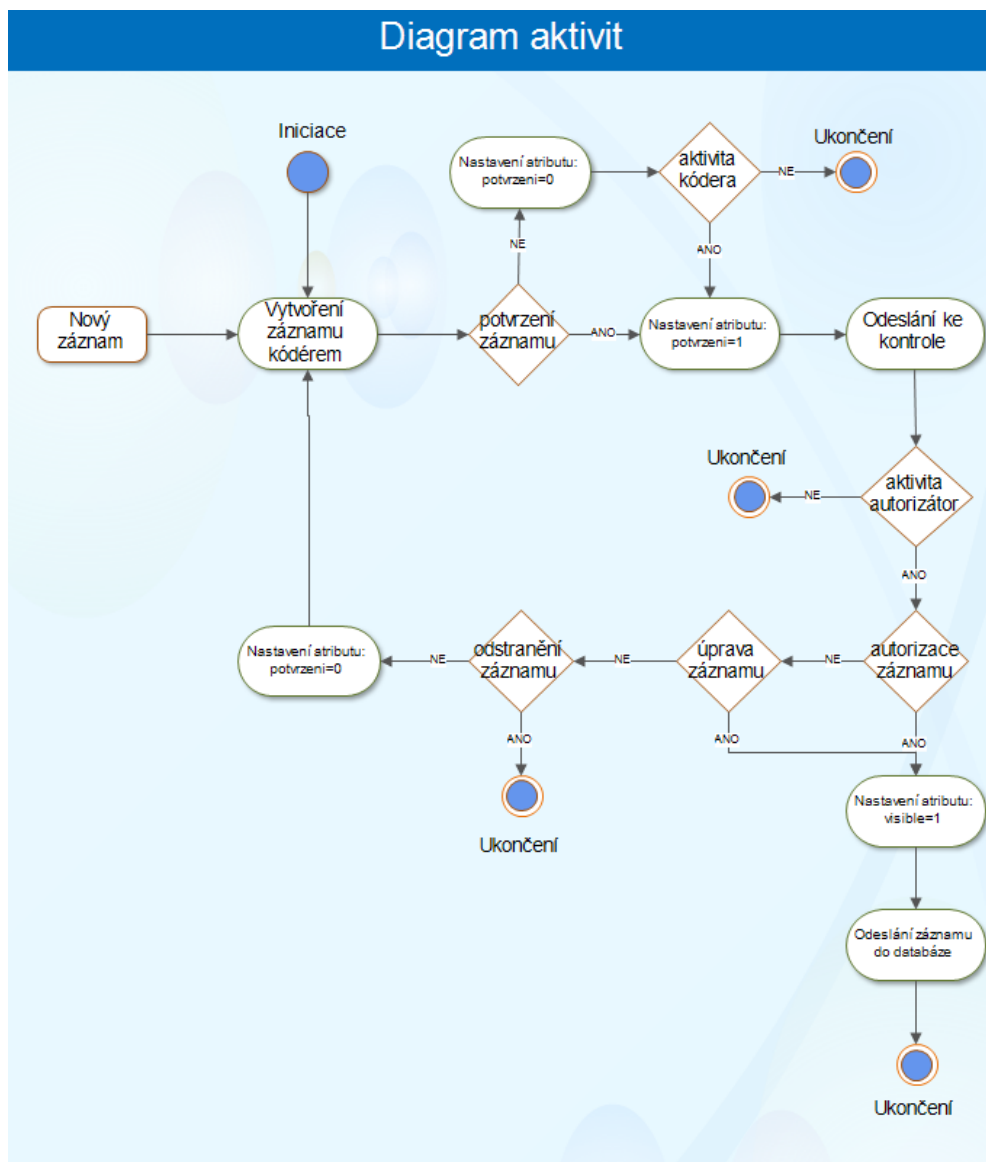 Diagram aktivit
Iniciace
Ukončení
Nastavení atributu:
potvrzeni=0
aktivita
kódera
NE
NE
ANO
Nový
záznam
Vytvoření
záznamu
kódérem
potvrzení
záznamu
ANO
Nastavení atributu:
potvrzeni=1
Odeslání ke
kontrole
Ukončení
NE
aktivita
autorizátor
ANO
Nastavení atributu:
potvrzeni=0
NE
odstranění
záznamu
NE
úprava
záznamu
NE
autorizace
záznamu
ANO
ANO
ANO
Ukončení
Nastavení atributu:
visible=1
Odeslání záznamu
do databáze
Ukončení